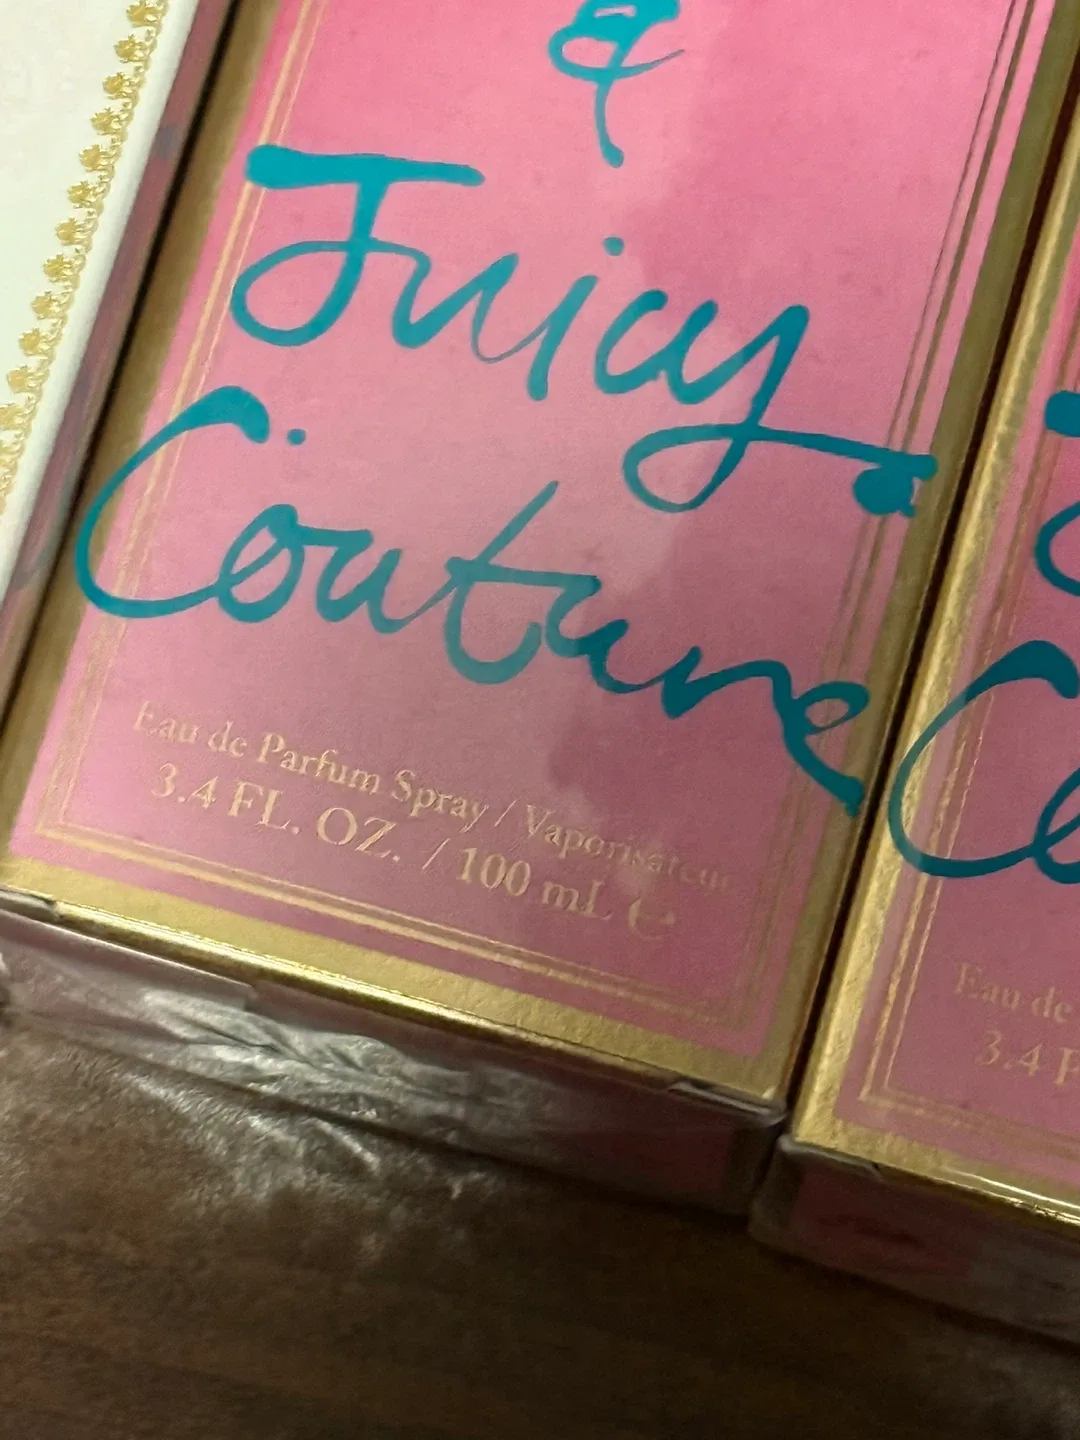 &
Juicy
Couture
Eau de Parfum Spray / Vaporisateur
3.4 FL. OZ. / 100 mL ℮
Eau de
3.4 F